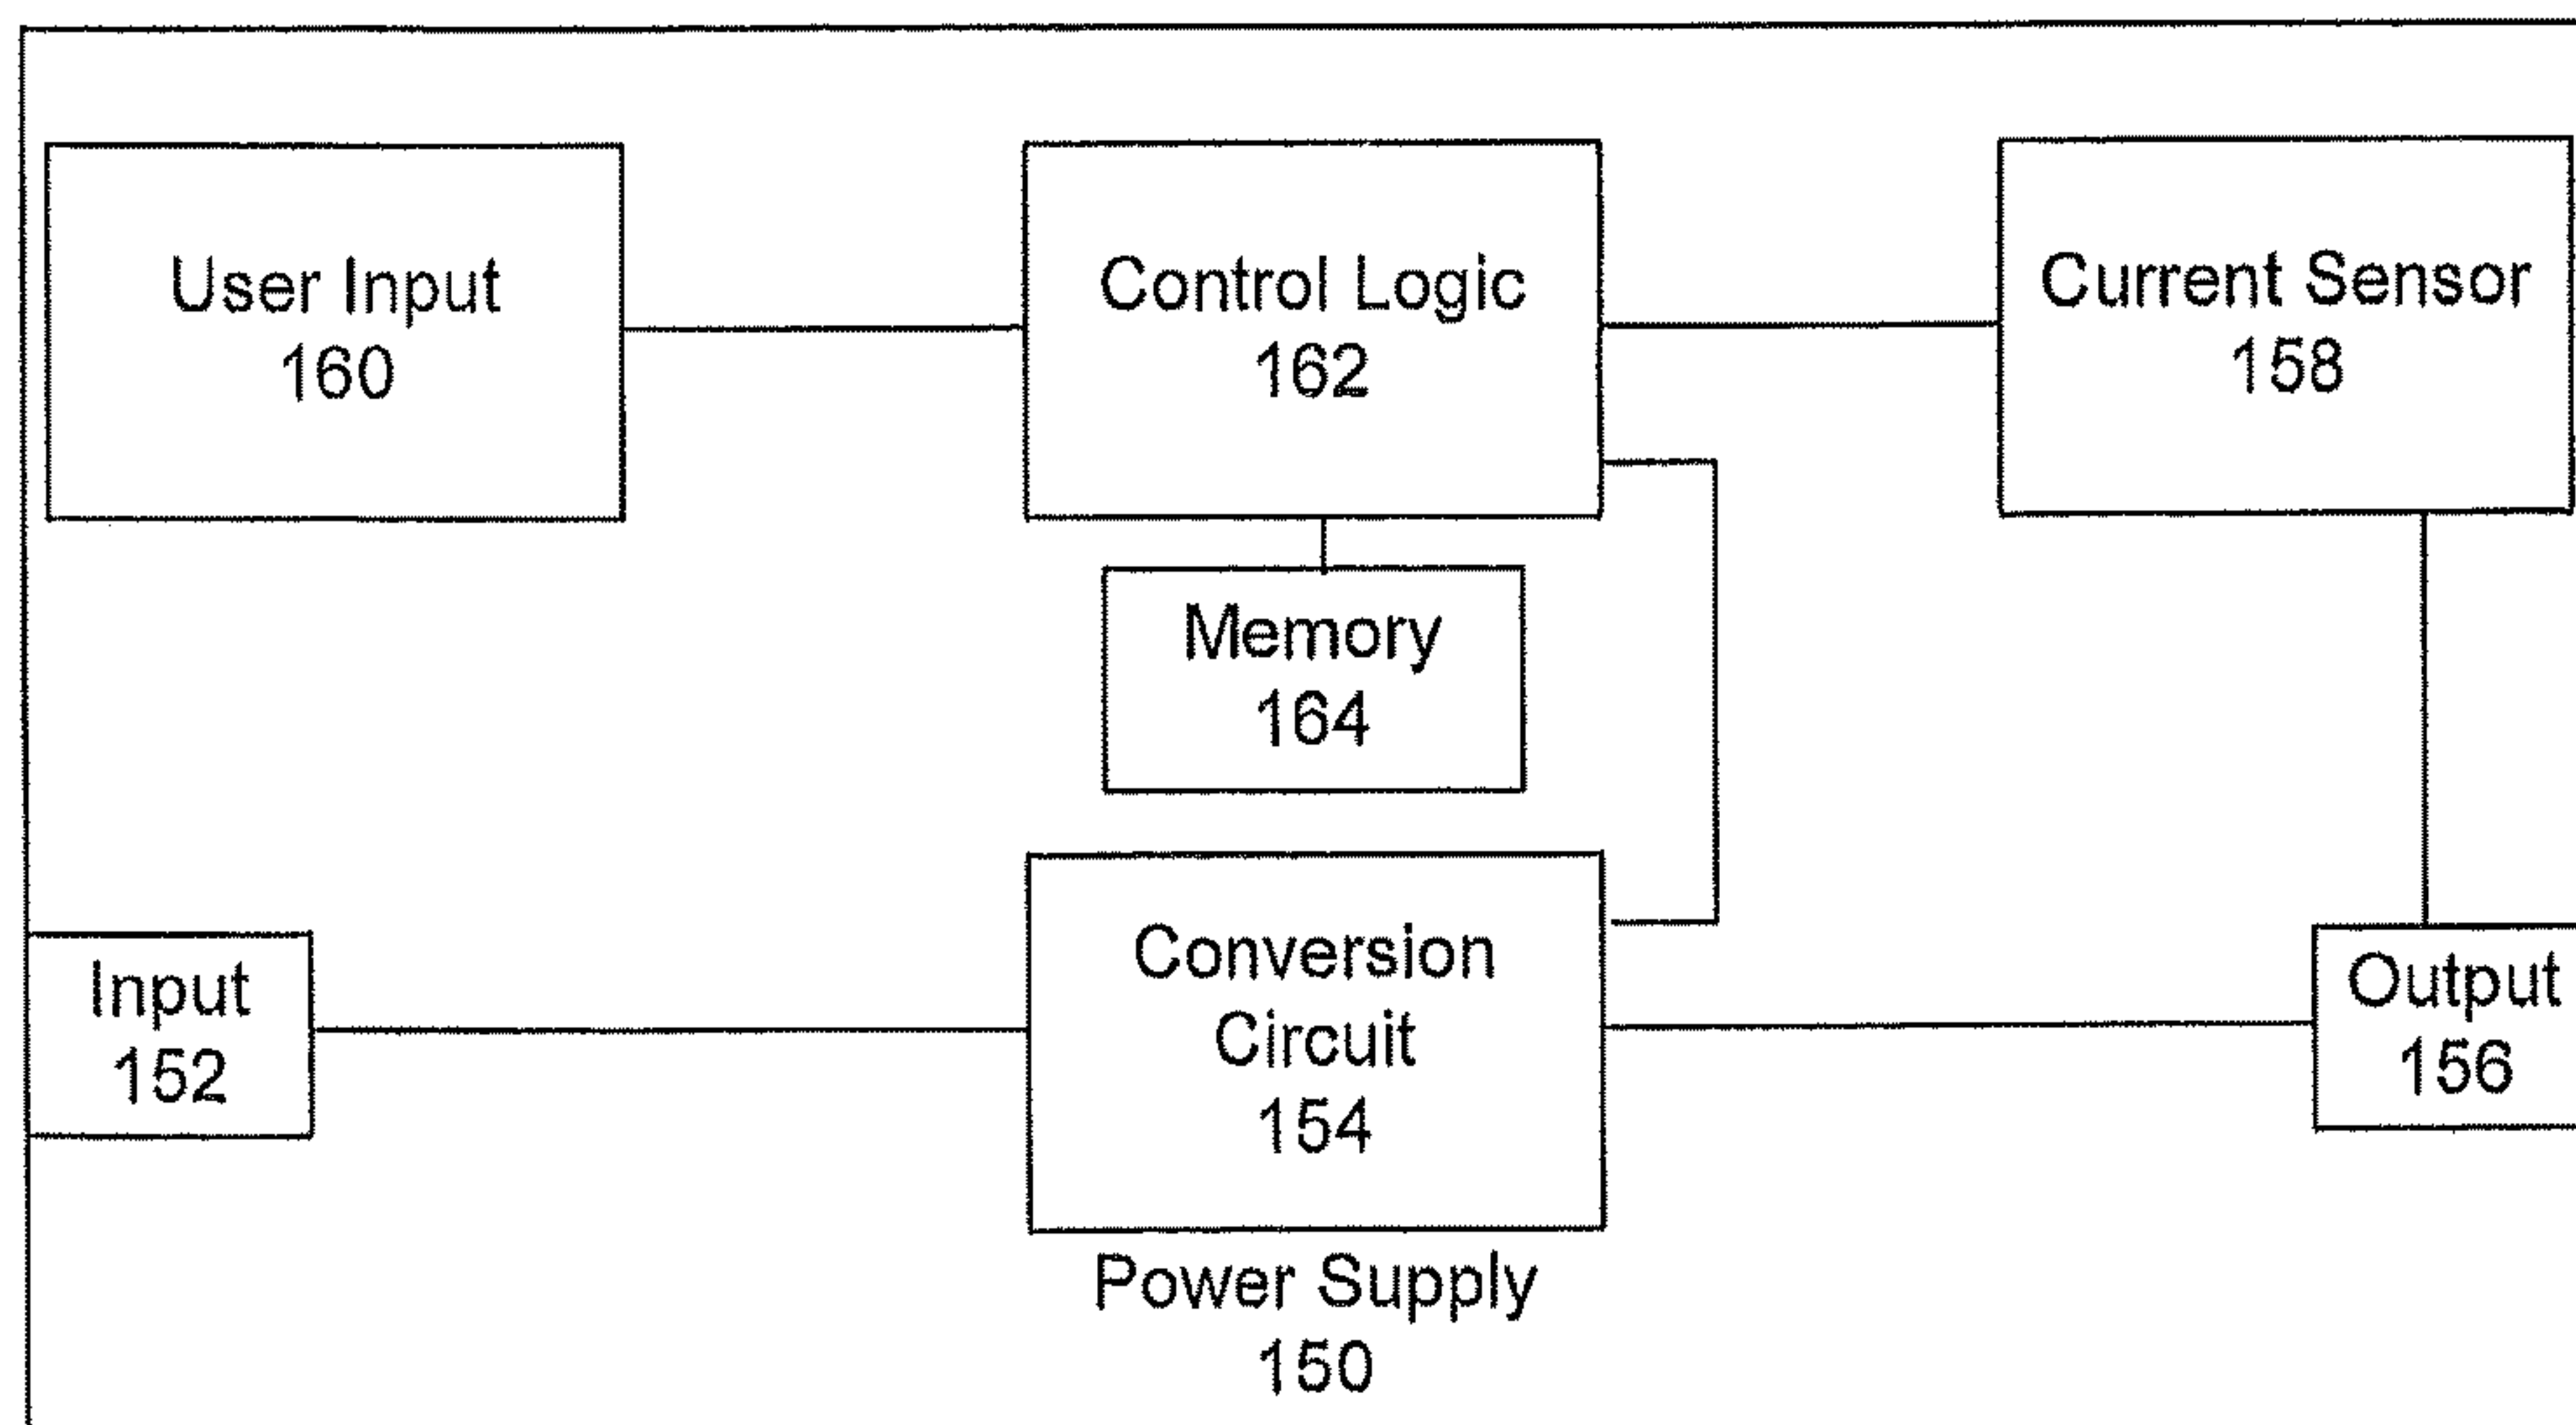 User Input
160
Control Logic
162
Current Sensor
158
Memory
164
Input
152
Conversion
Circuit
154
Output
156
Power Supply
150